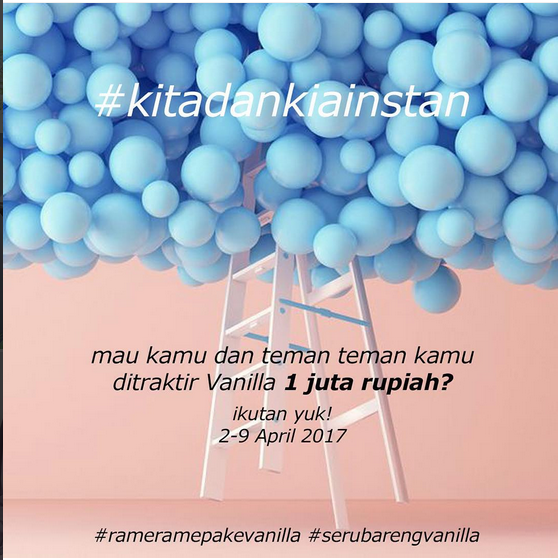 #kitadankiainstan
mau kamu dan teman teman kamu
ditraktir Vanilla 1 juta rupiah?
ikutan yuk!
2-9 April 2017
#rameramepakevanilla #serubarengvanilla